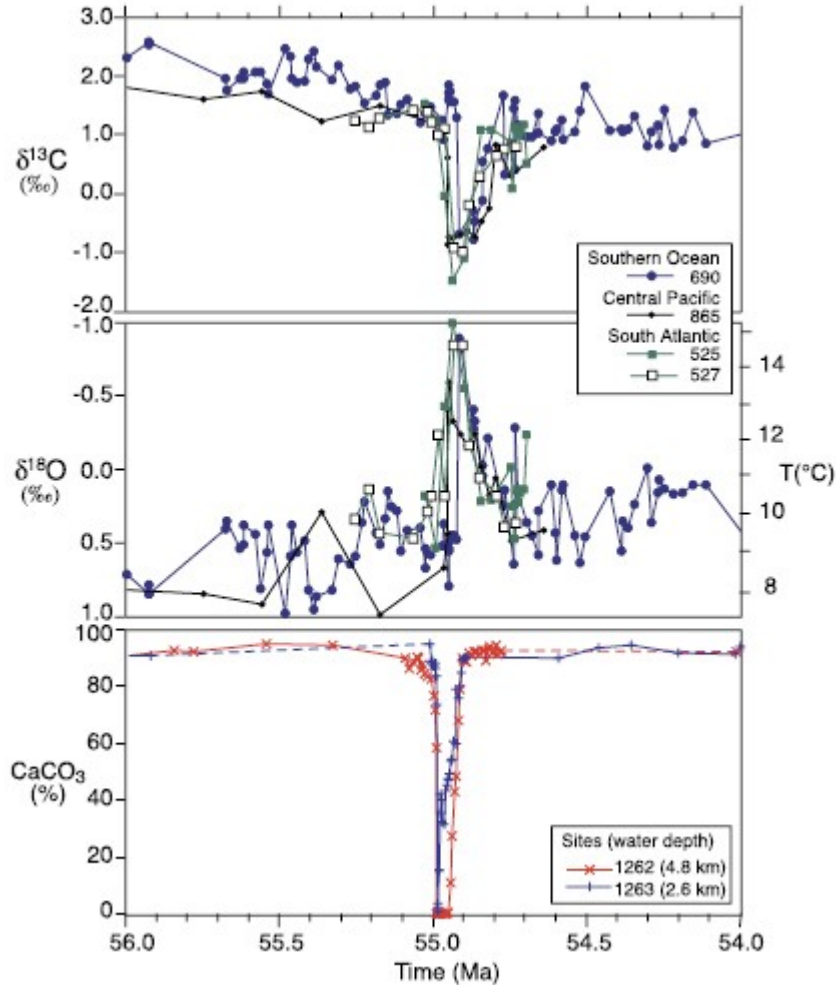 3.0
2.0
1.0
0.0
-1.0
-2.0
δ¹³C
(‰)
Southern Ocean
690
Central Pacific
865
South Atlantic
525
527
-1.0
-0.5
0.0
0.5
1.0
δ¹⁸O
(‰)
14
12
10
8
T(°C)
100
80
60
40
20
0
CaCO₃
(%)
Sites (water depth)
1262 (4.8 km)
1263 (2.6 km)
56.0 55.5 55.0 54.5 54.0
Time (Ma)